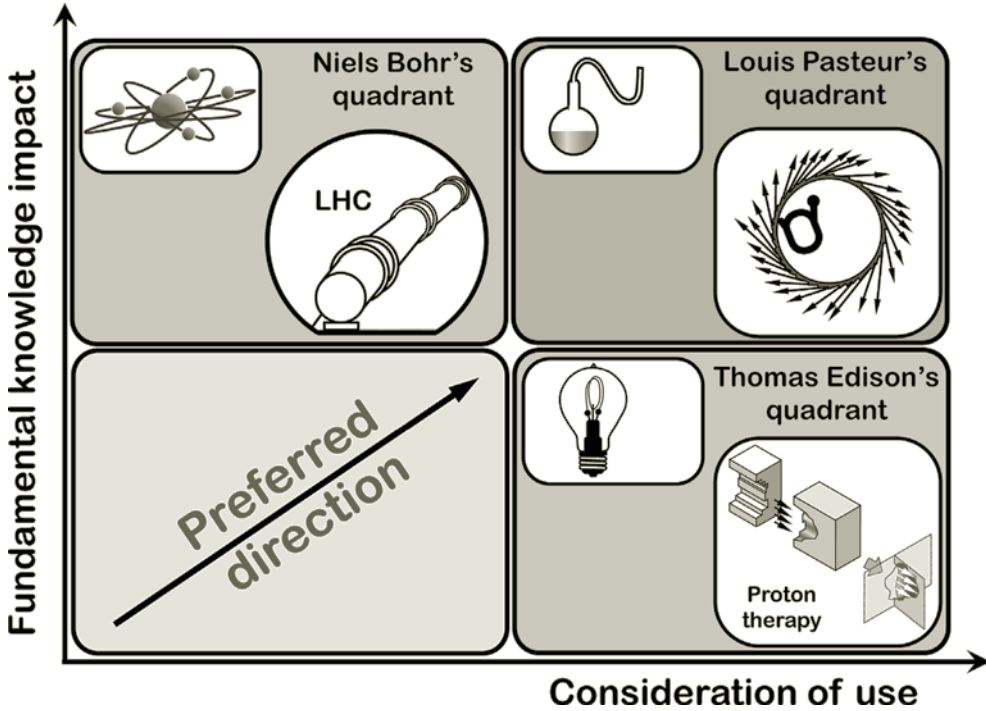 Fundamental knowledge impact
Niels Bohr's
quadrant
LHC
Louis Pasteur's
quadrant
Preferred
direction
Thomas Edison's
quadrant
Proton
therapy
Consideration of use